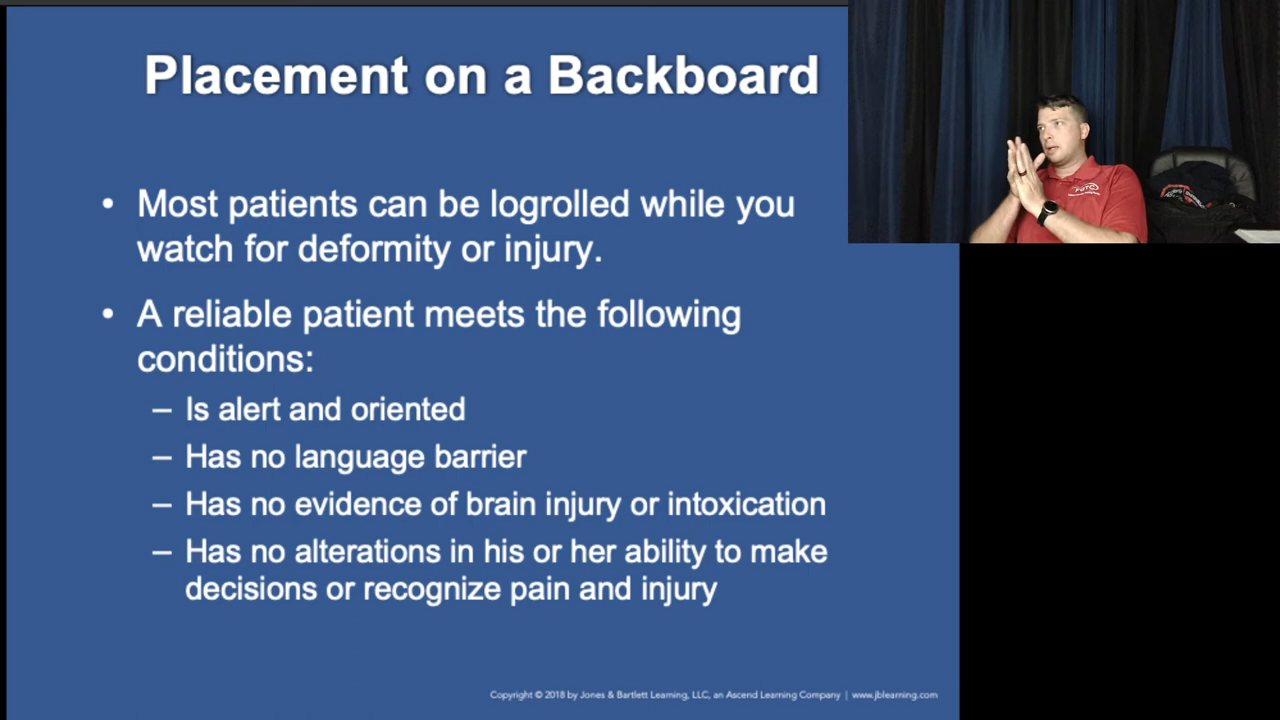 Placement on a Backboard
• Most patients can be logrolled while you
watch for deformity or injury.
• A reliable patient meets the following
conditions:
– Is alert and oriented
– Has no language barrier
– Has no evidence of brain injury or intoxication
– Has no alterations in his or her ability to make
decisions or recognize pain and injury
Copyright © 2018 by Jones & Bartlett Learning, LLC, an Ascend Learning Company | www.jblearning.com